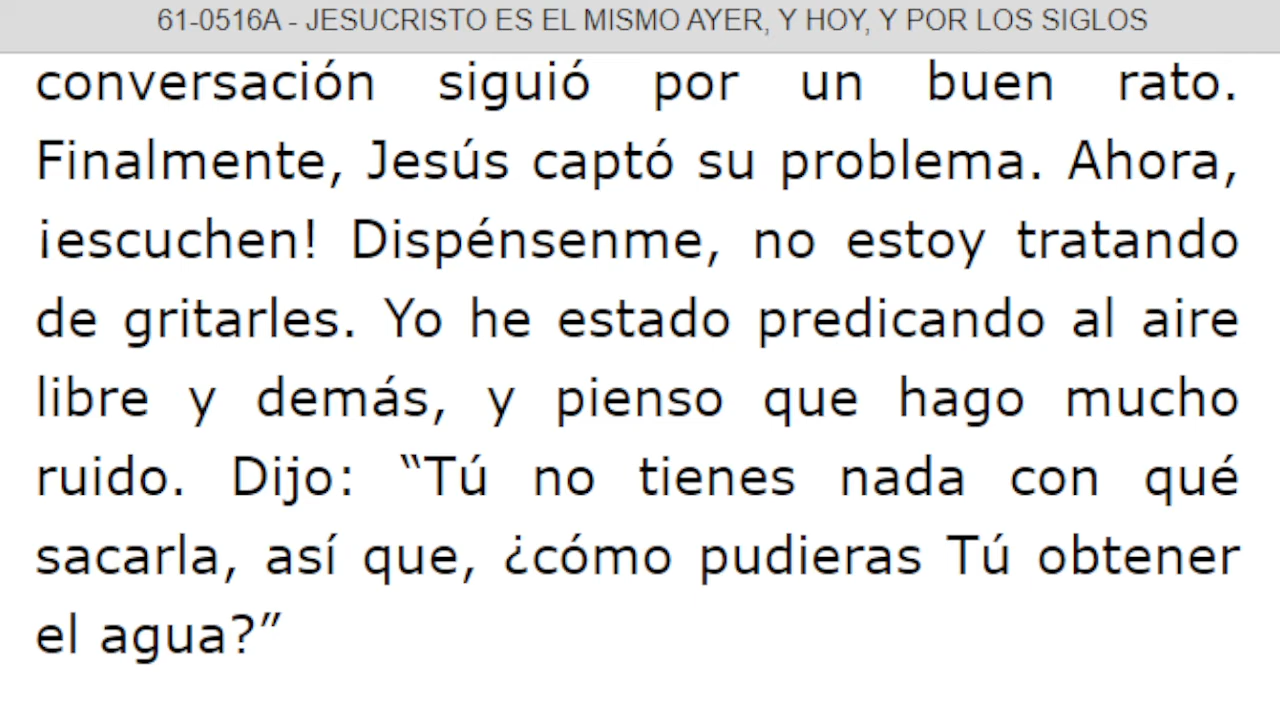 61-0516A - JESUCRISTO ES EL MISMO AYER, Y HOY, Y POR LOS SIGLOS
conversación siguió por un buen rato.
Finalmente, Jesús captó su problema. Ahora,
¡escuchen! Dispénsenme, no estoy tratando
de gritarles. Yo he estado predicando al aire
libre y demás, y pienso que hago mucho
ruido. Dijo: “Tú no tienes nada con qué
sacarla, así que, ¿cómo pudieras Tú obtener
el agua?”